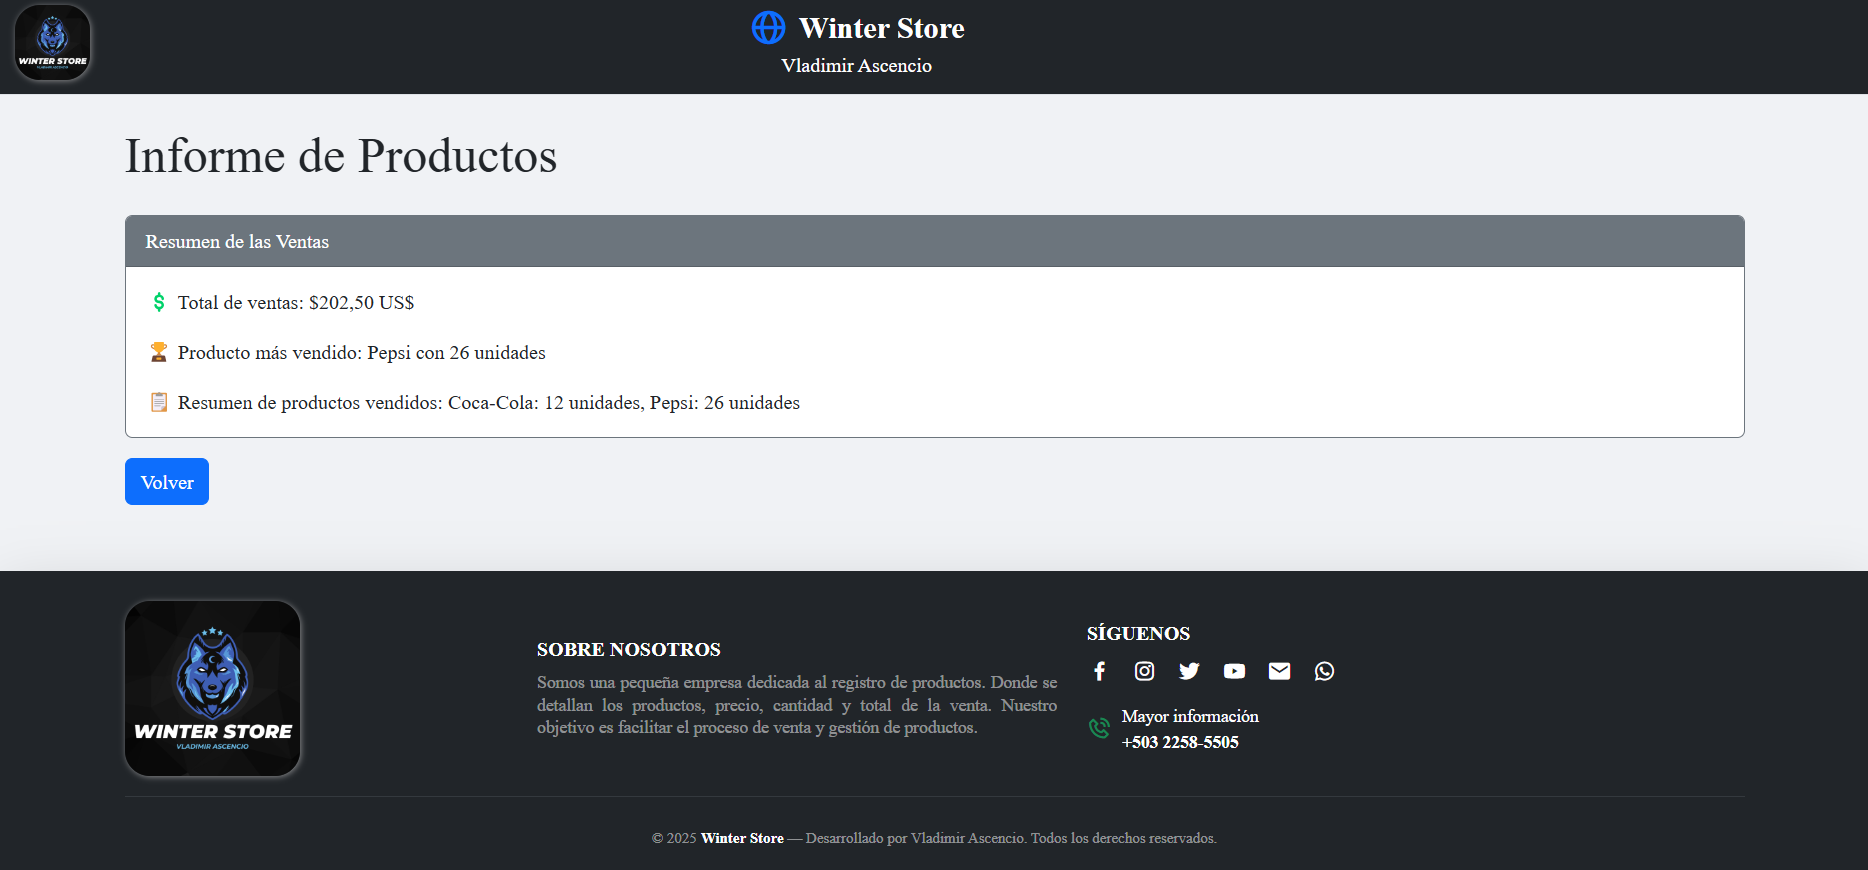 WINTER STORE
VLADIMIR ASCENCIO
Winter Store
Vladimir Ascencio
Informe de Productos
Resumen de las Ventas
Total de ventas: $202,50 US$
Producto más vendido: Pepsi con 26 unidades
Resumen de productos vendidos: Coca-Cola: 12 unidades, Pepsi: 26 unidades
Volver
WINTER STORE
VLADIMIR ASCENCIO
SOBRE NOSOTROS
Somos una pequeña empresa dedicada al registro de productos. Donde se
detallan los productos, precio, cantidad y total de la venta. Nuestro
objetivo es facilitar el proceso de venta y gestión de productos.
SÍGUENOS
Mayor información
+503 2258-5505
© 2025 Winter Store — Desarrollado por Vladimir Ascencio. Todos los derechos reservados.